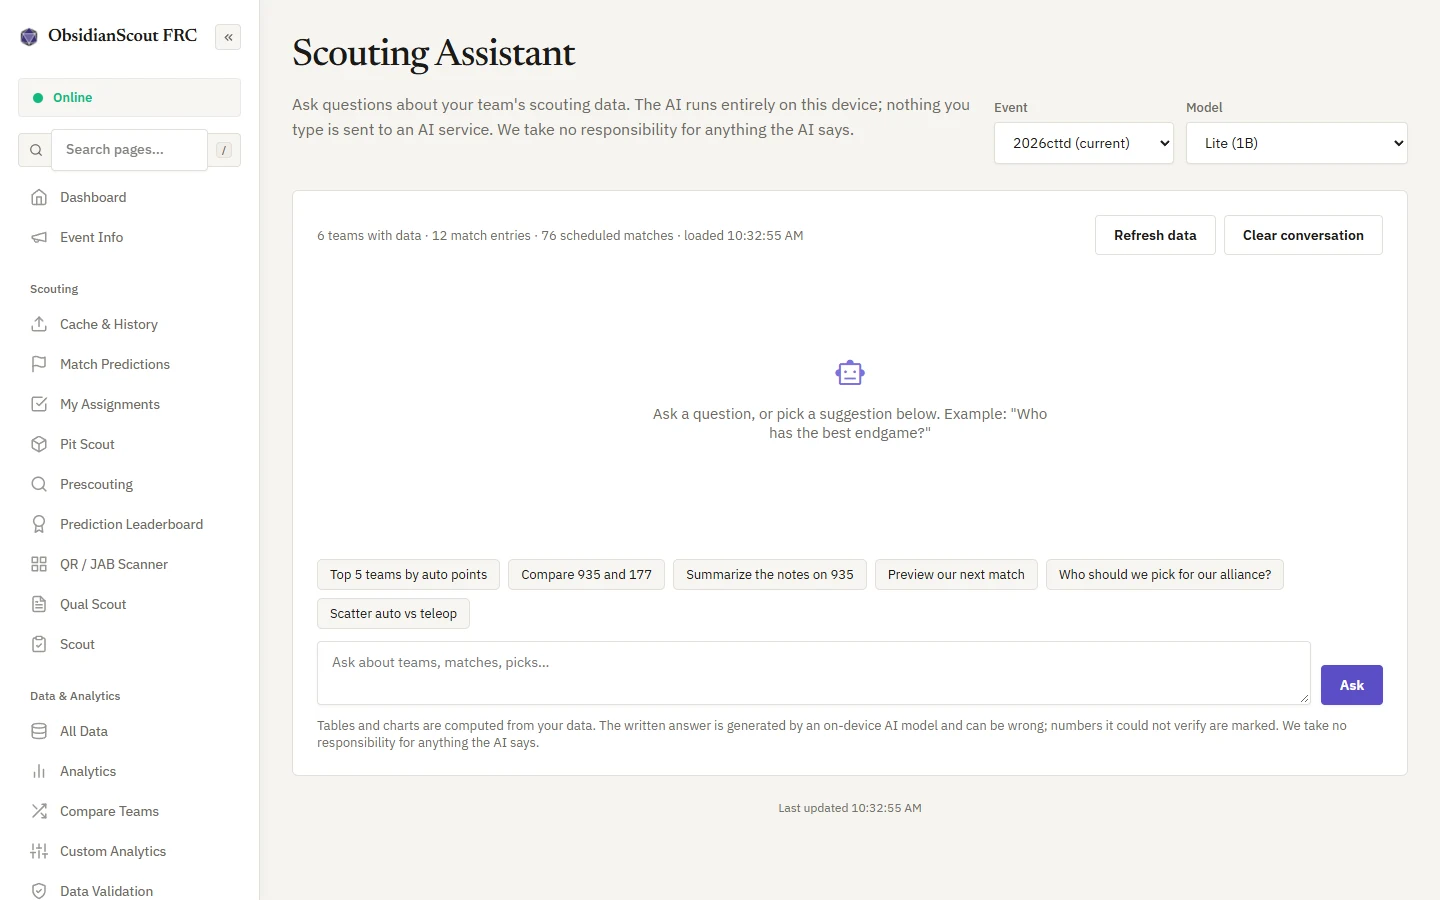 ObsidianScout FRC
«
Online
Search pages...
/
Dashboard
Event Info
Scouting
Cache & History
Match Predictions
My Assignments
Pit Scout
Prescouting
Prediction Leaderboard
QR / JAB Scanner
Qual Scout
Scout
Data & Analytics
All Data
Analytics
Compare Teams
Custom Analytics
Data Validation
Scouting Assistant
Ask questions about your team's scouting data. The AI runs entirely on this device; nothing you
type is sent to an AI service. We take no responsibility for anything the AI says.
Event
2026cttd (current)
Model
Lite (1B)
6 teams with data · 12 match entries · 76 scheduled matches · loaded 10:32:55 AM
Refresh data
Clear conversation
Ask a question, or pick a suggestion below. Example: "Who
has the best endgame?"
Top 5 teams by auto points
Compare 935 and 177
Summarize the notes on 935
Preview our next match
Who should we pick for our alliance?
Scatter auto vs teleop
Ask about teams, matches, picks...
Ask
Tables and charts are computed from your data. The written answer is generated by an on-device AI model and can be wrong; numbers it could not verify are marked. We take no
responsibility for anything the AI says.
Last updated 10:32:55 AM